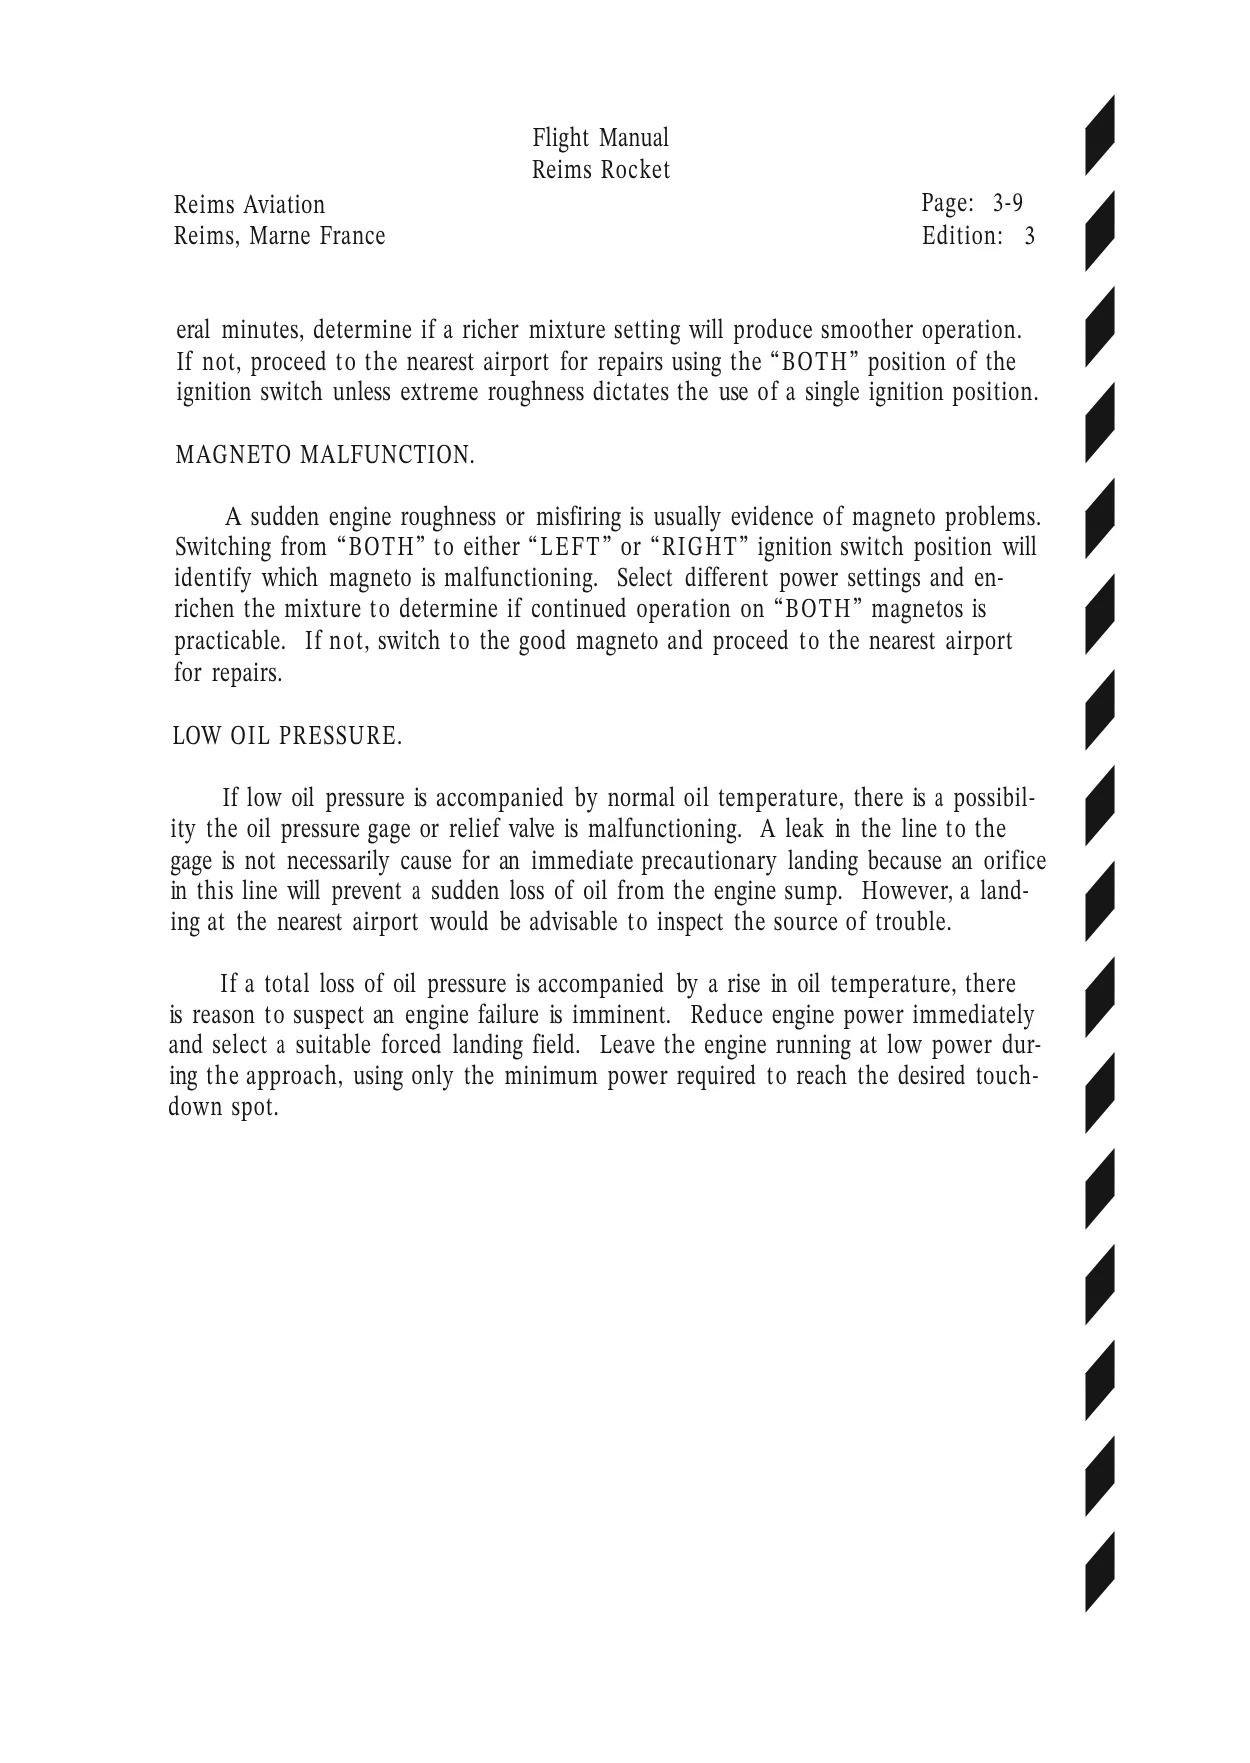 Flight Manual
Reims Rocket
Reims Aviation
Reims, Marne France
Page: 3-9
Edition: 3
eral minutes, determine if a richer mixture setting will produce smoother operation.
If not, proceed to the nearest airport for repairs using the “BOTH” position of the
ignition switch unless extreme roughness dictates the use of a single ignition position.
MAGNETO MALFUNCTION.
A sudden engine roughness or misfiring is usually evidence of magneto problems.
Switching from “BOTH” to either “LEFT” or “RIGHT” ignition switch position will
identify which magneto is malfunctioning. Select different power settings and en-
richen the mixture to determine if continued operation on “BOTH” magnetos is
practicable. If not, switch to the good magneto and proceed to the nearest airport
for repairs.
LOW OIL PRESSURE.
If low oil pressure is accompanied by normal oil temperature, there is a possibil-
ity the oil pressure gage or relief valve is malfunctioning. A leak in the line to the
gage is not necessarily cause for an immediate precautionary landing because an orifice
in this line will prevent a sudden loss of oil from the engine sump. However, a land-
ing at the nearest airport would be advisable to inspect the source of trouble.
If a total loss of oil pressure is accompanied by a rise in oil temperature, there
is reason to suspect an engine failure is imminent. Reduce engine power immediately
and select a suitable forced landing field. Leave the engine running at low power dur-
ing the approach, using only the minimum power required to reach the desired touch-
down spot.